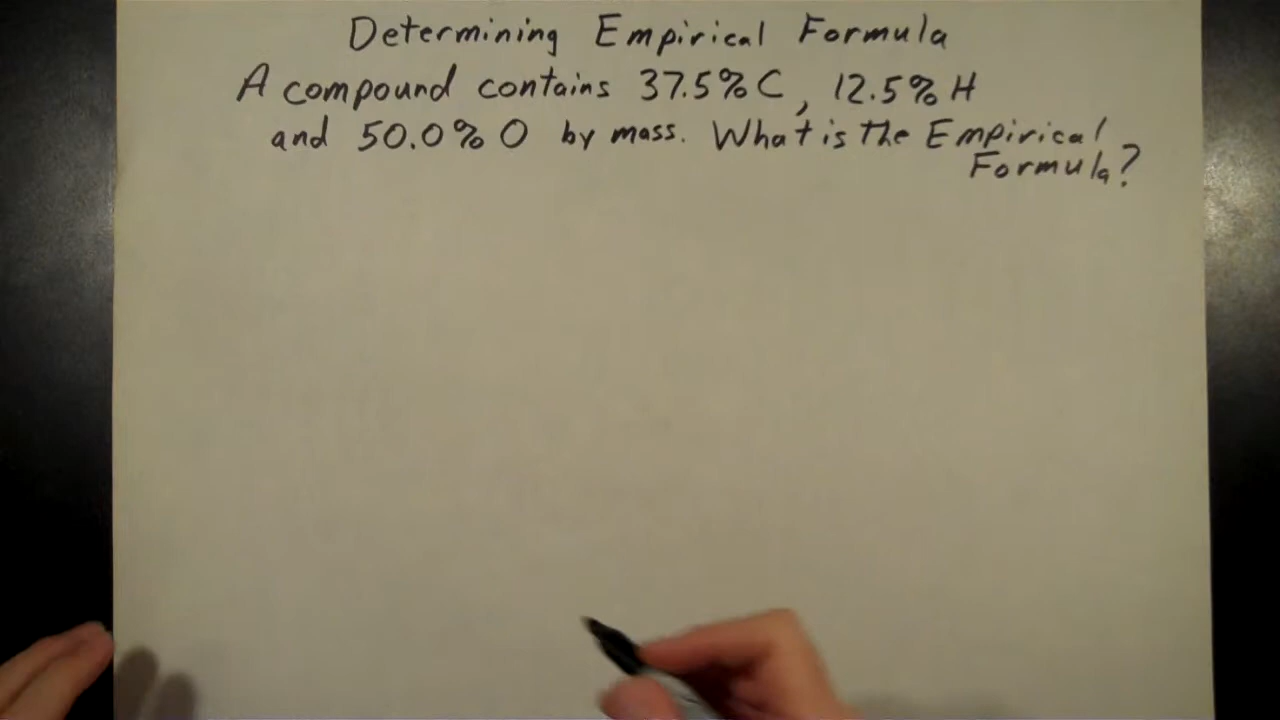 Determining Empirical Formula
A compound contains 37.5% C, 12.5% H
and 50.0% O by mass. What is the Empirical
Formula?